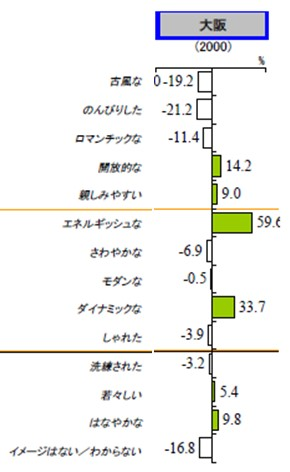 大阪
(2000)
%
古風な 0 -19.2
のんびりした -21.2
ロマンチックな -11.4
開放的な 14.2
親しみやすい 9.0
エネルギッシュな 59.6
さわやかな -6.9
モダンな -0.5
ダイナミックな 33.7
しゃれた -3.9
洗練された -3.2
若々しい 5.4
はなやかな 9.8
イメージはない/わからない -16.8